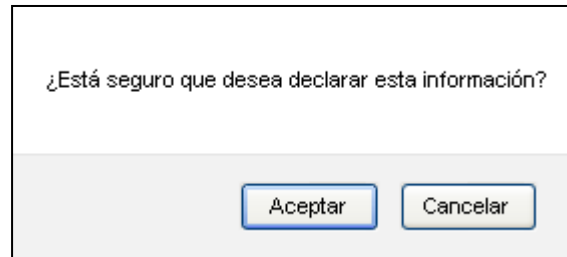 ¿Está seguro que desea declarar esta información?
Aceptar Cancelar